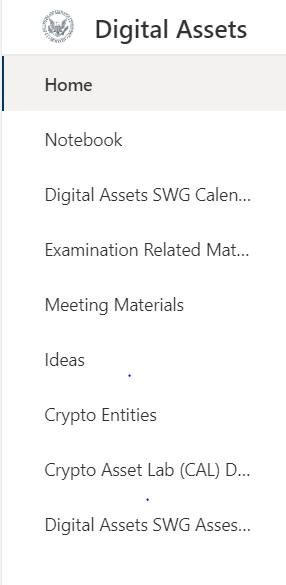 Digital Assets
Home
Notebook
Digital Assets SWG Calen...
Examination Related Mat...
Meeting Materials
Ideas
Crypto Entities
Crypto Asset Lab (CAL) D...
Digital Assets SWG Asses...